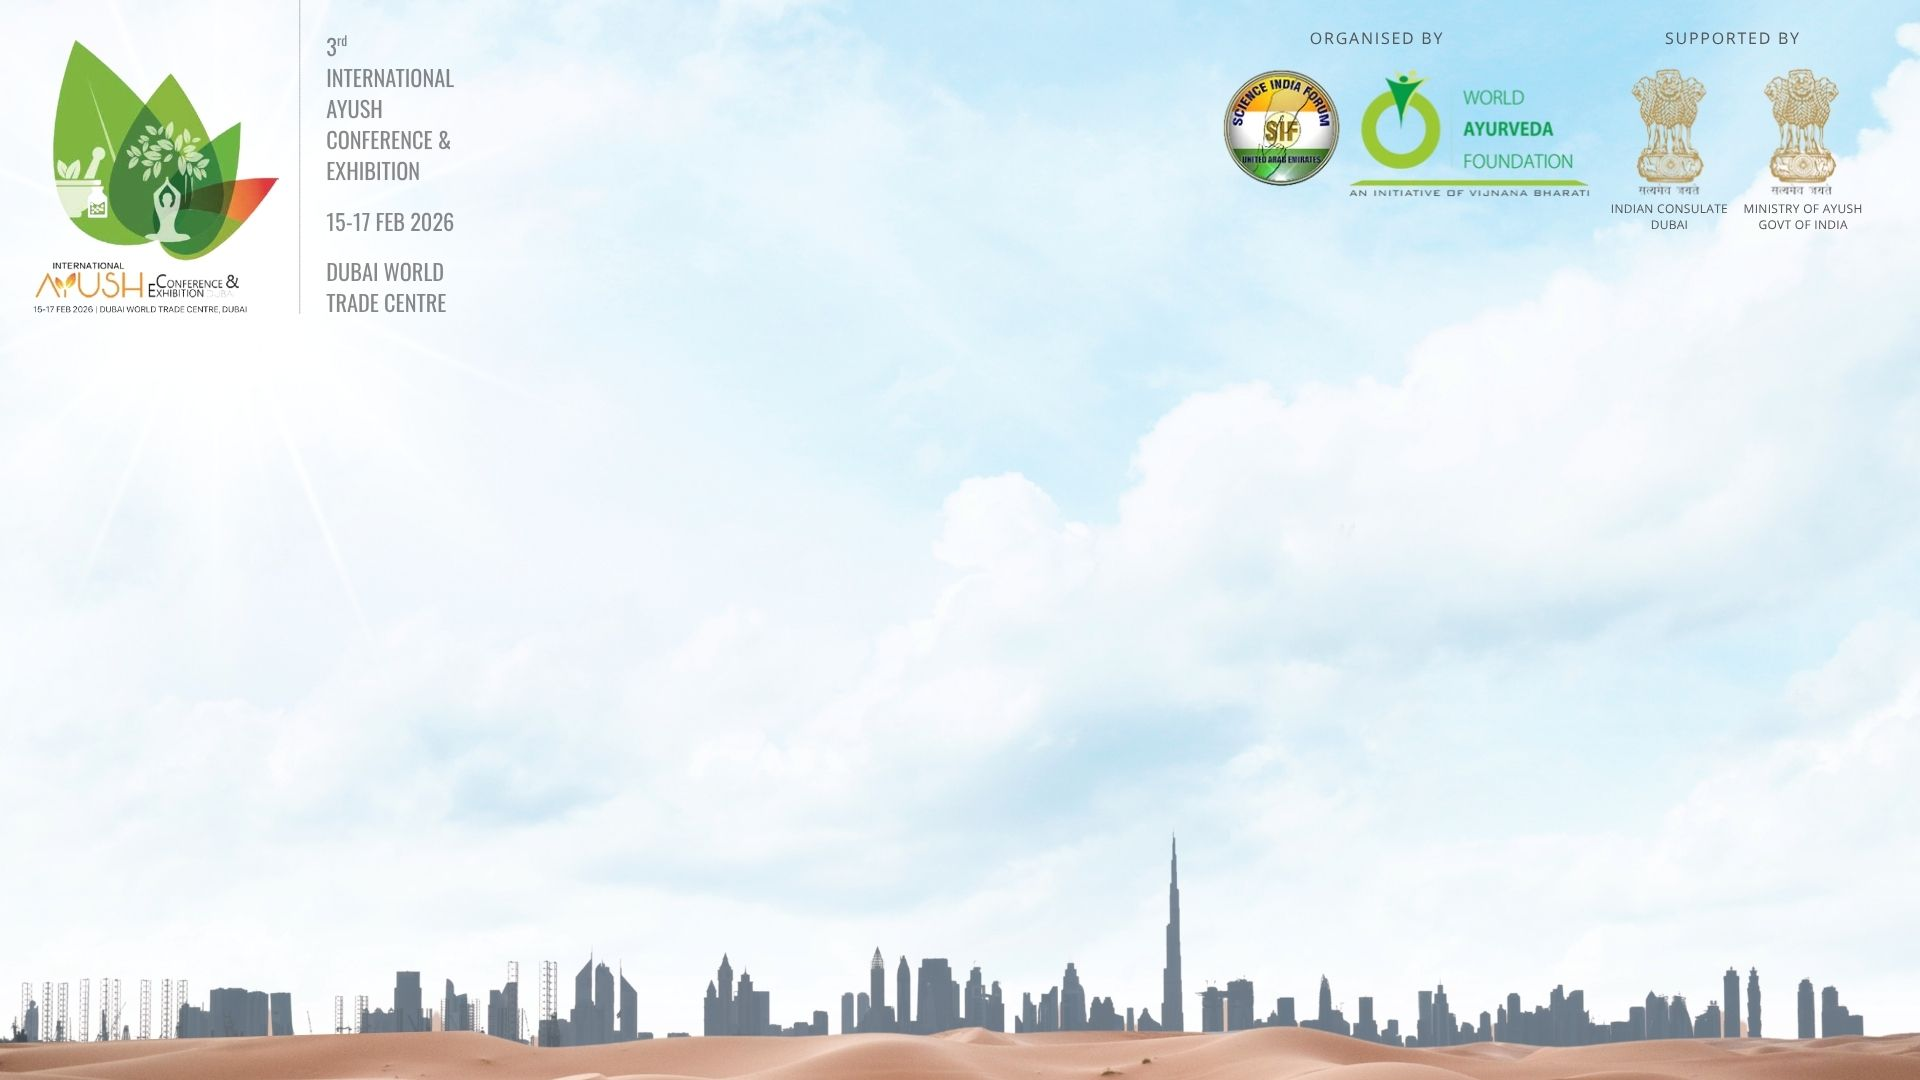 INTERNATIONAL
AYUSH CONFERENCE &
EXHIBITION
15-17 FEB 2026 | DUBAI WORLD TRADE CENTRE, DUBAI
3rd
INTERNATIONAL
AYUSH
CONFERENCE &
EXHIBITION
15-17 FEB 2026
DUBAI WORLD
TRADE CENTRE
ORGANISED BY
SCIENCE INDIA FORUM
SIF
UNITED ARAB EMIRATES
WORLD
AYURVEDA
FOUNDATION
AN INITIATIVE OF VIJNANA BHARATI
SUPPORTED BY
सत्यमेव जयते
INDIAN CONSULATE
DUBAI
सत्यमेव जयते
MINISTRY OF AYUSH
GOVT OF INDIA